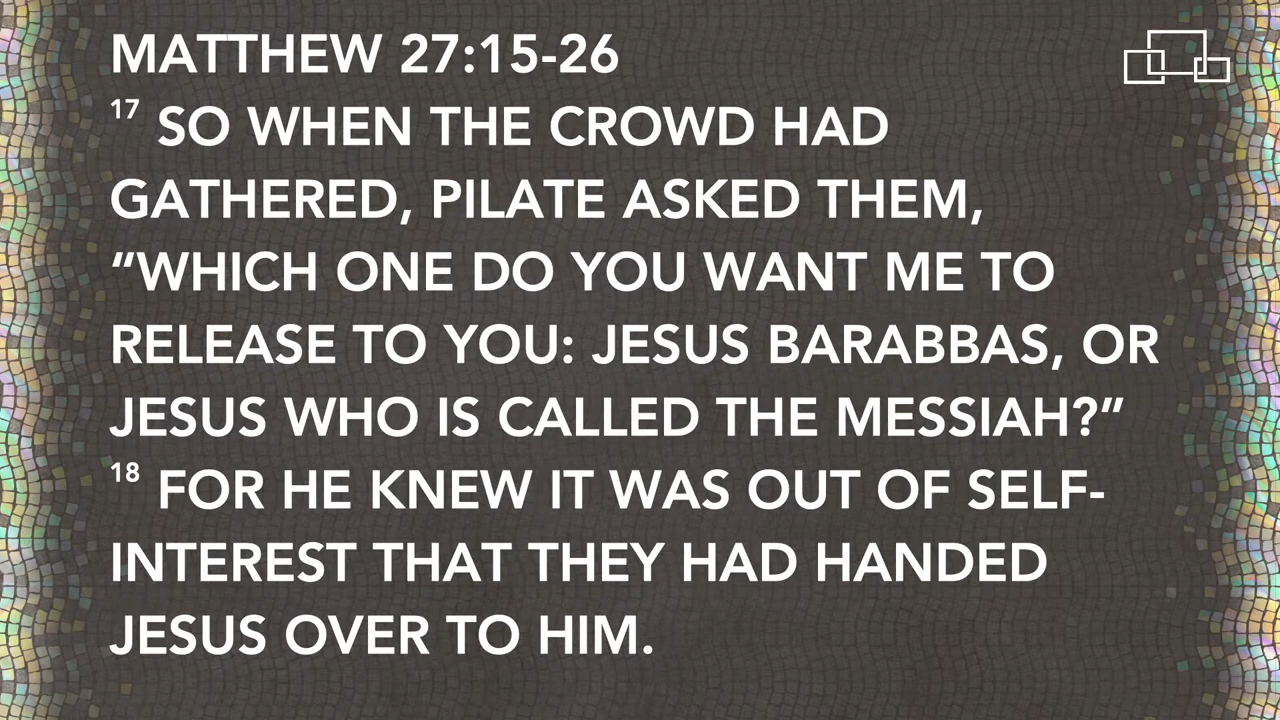 MATTHEW 27:15-26
17 SO WHEN THE CROWD HAD
GATHERED, PILATE ASKED THEM,
“WHICH ONE DO YOU WANT ME TO
RELEASE TO YOU: JESUS BARABBAS, OR
JESUS WHO IS CALLED THE MESSIAH?”
18 FOR HE KNEW IT WAS OUT OF SELF-
INTEREST THAT THEY HAD HANDED
JESUS OVER TO HIM.